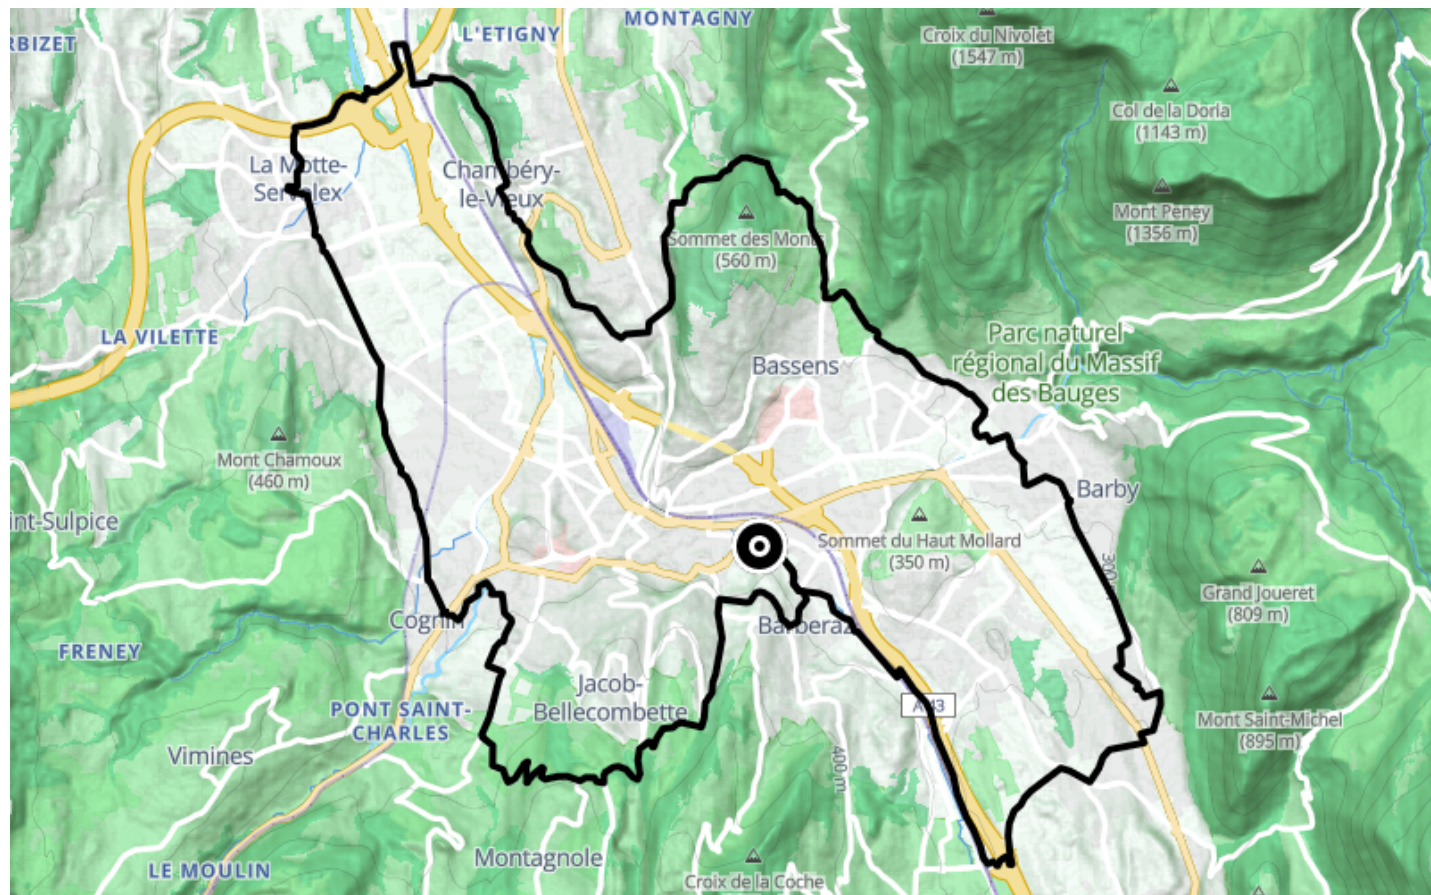 MONTAGNY
L'ETIGNY
Croix du Nivolet
(1547 m)
Col de la Doria
(1143 m)
La Motte-
Servolex
Chambéry-
le-Vieux
Mont Peney
(1356 m)
Sommet des Monts
(560 m)
LA VILETTE
Bassens
Parc naturel
régional du Massif
des Bauges
Mont Chamoux
(460 m)
Barby
int-Sulpice
Sommet du Haut Mollard
(350 m)
Grand Joueret
(809 m)
Cognin
Barberaz
FRENEY
Jacob-
Bellecombette
PONT SAINT-
CHARLES
Mont Saint-Michel
(895 m)
Vimines
400 m
Montagnole
LE MOULIN
Croix de la Coche